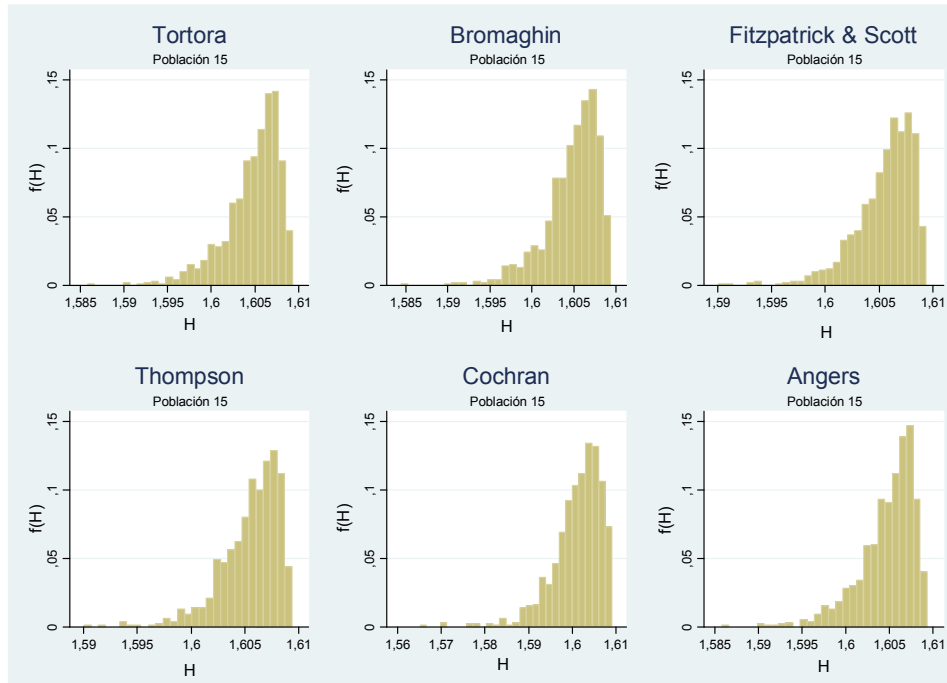 Tortora
Población 15
f(H)
,15
,1
,05
0
1,585 1,59 1,595 1,6 1,605 1,61
H
Bromaghin
Población 15
f(H)
,15
,1
,05
0
1,585 1,59 1,595 1,6 1,605 1,61
H
Fitzpatrick & Scott
Población 15
f(H)
,15
,1
,05
0
1,59 1,595 1,6 1,605 1,61
H
Thompson
Población 15
f(H)
,15
,1
,05
0
1,59 1,595 1,6 1,605 1,61
H
Cochran
Población 15
f(H)
,15
,1
,05
0
1,56 1,57 1,58 1,59 1,6 1,61
H
Angers
Población 15
f(H)
,15
,1
,05
0
1,585 1,59 1,595 1,6 1,605 1,61
H